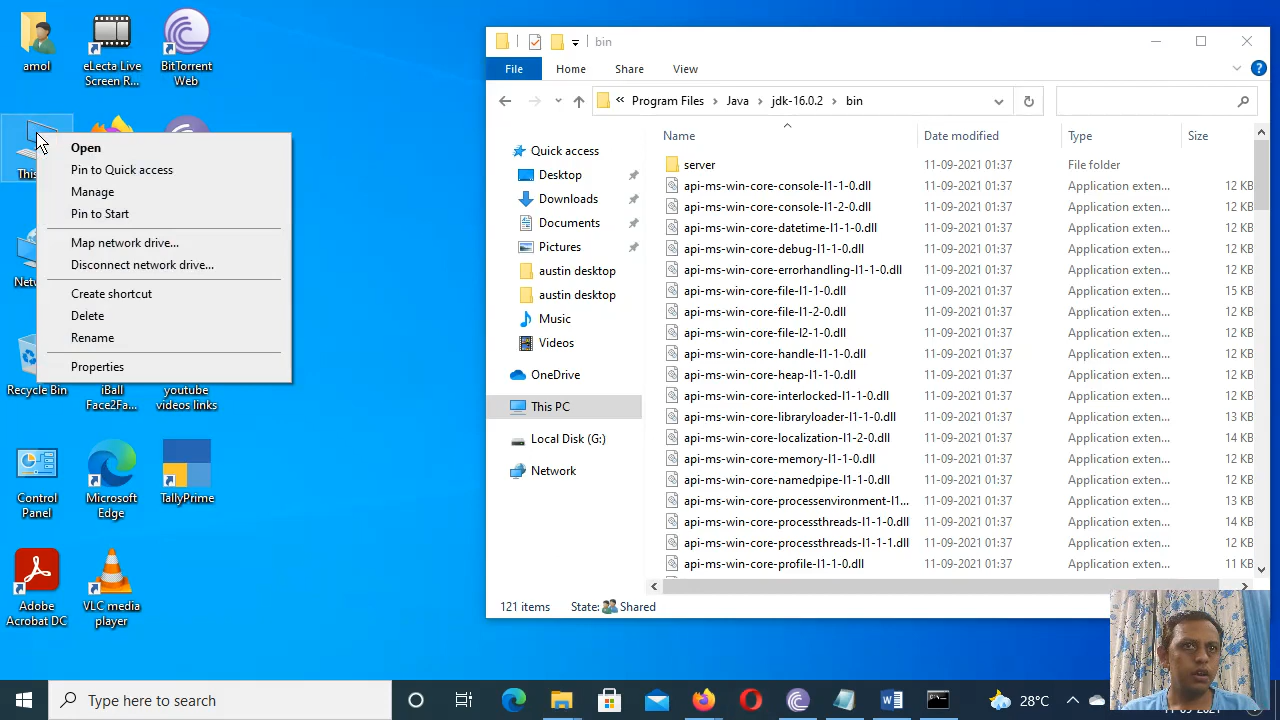 amol
eLecta Live
Screen R...
BitTorrent
Web
This
Open
Pin to Quick access
Manage
Pin to Start
Map network drive...
Disconnect network drive...
Create shortcut
Delete
Rename
Properties
Netw
Recycle Bin
iBall
Face2Fa...
youtube
videos links
Control
Panel
Microsoft
Edge
TallyPrime
Adobe
Acrobat DC
VLC media
player
bin
File
Home
Share
View
« Program Files › Java › jdk-16.0.2 › bin
Name
Date modified
Type
Size
Quick access
Desktop
Downloads
Documents
Pictures
austin desktop
austin desktop
Music
Videos
OneDrive
This PC
Local Disk (G:)
Network
server 11-09-2021 01:37 File folder
api-ms-win-core-console-l1-1-0.dll 11-09-2021 01:37 Application exten... 12 KB
api-ms-win-core-console-l1-2-0.dll 11-09-2021 01:37 Application exten... 12 KB
api-ms-win-core-datetime-l1-1-0.dll 11-09-2021 01:37 Application exten... 12 KB
api-ms-win-core-debug-l1-1-0.dll 11-09-2021 01:37 Application exten... 12 KB
api-ms-win-core-errorhandling-l1-1-0.dll 11-09-2021 01:37 Application exten... 12 KB
api-ms-win-core-file-l1-1-0.dll 11-09-2021 01:37 Application exten... 15 KB
api-ms-win-core-file-l1-2-0.dll 11-09-2021 01:37 Application exten... 12 KB
api-ms-win-core-file-l2-1-0.dll 11-09-2021 01:37 Application exten... 12 KB
api-ms-win-core-handle-l1-1-0.dll 11-09-2021 01:37 Application exten... 12 KB
api-ms-win-core-heap-l1-1-0.dll 11-09-2021 01:37 Application exten... 12 KB
api-ms-win-core-interlocked-l1-1-0.dll 11-09-2021 01:37 Application exten... 12 KB
api-ms-win-core-libraryloader-l1-1-0.dll 11-09-2021 01:37 Application exten... 13 KB
api-ms-win-core-localization-l1-2-0.dll 11-09-2021 01:37 Application exten... 14 KB
api-ms-win-core-memory-l1-1-0.dll 11-09-2021 01:37 Application exten... 12 KB
api-ms-win-core-namedpipe-l1-1-0.dll 11-09-2021 01:37 Application exten... 12 KB
api-ms-win-core-processenvironment-l1... 11-09-2021 01:37 Application exten... 13 KB
api-ms-win-core-processthreads-l1-1-0.dll 11-09-2021 01:37 Application exten... 14 KB
api-ms-win-core-processthreads-l1-1-1.dll 11-09-2021 01:37 Application exten... 12 KB
api-ms-win-core-profile-l1-1-0.dll 11-09-2021 01:37 Application exten... 11 KB
121 items
State: Shared
Type here to search
28°C